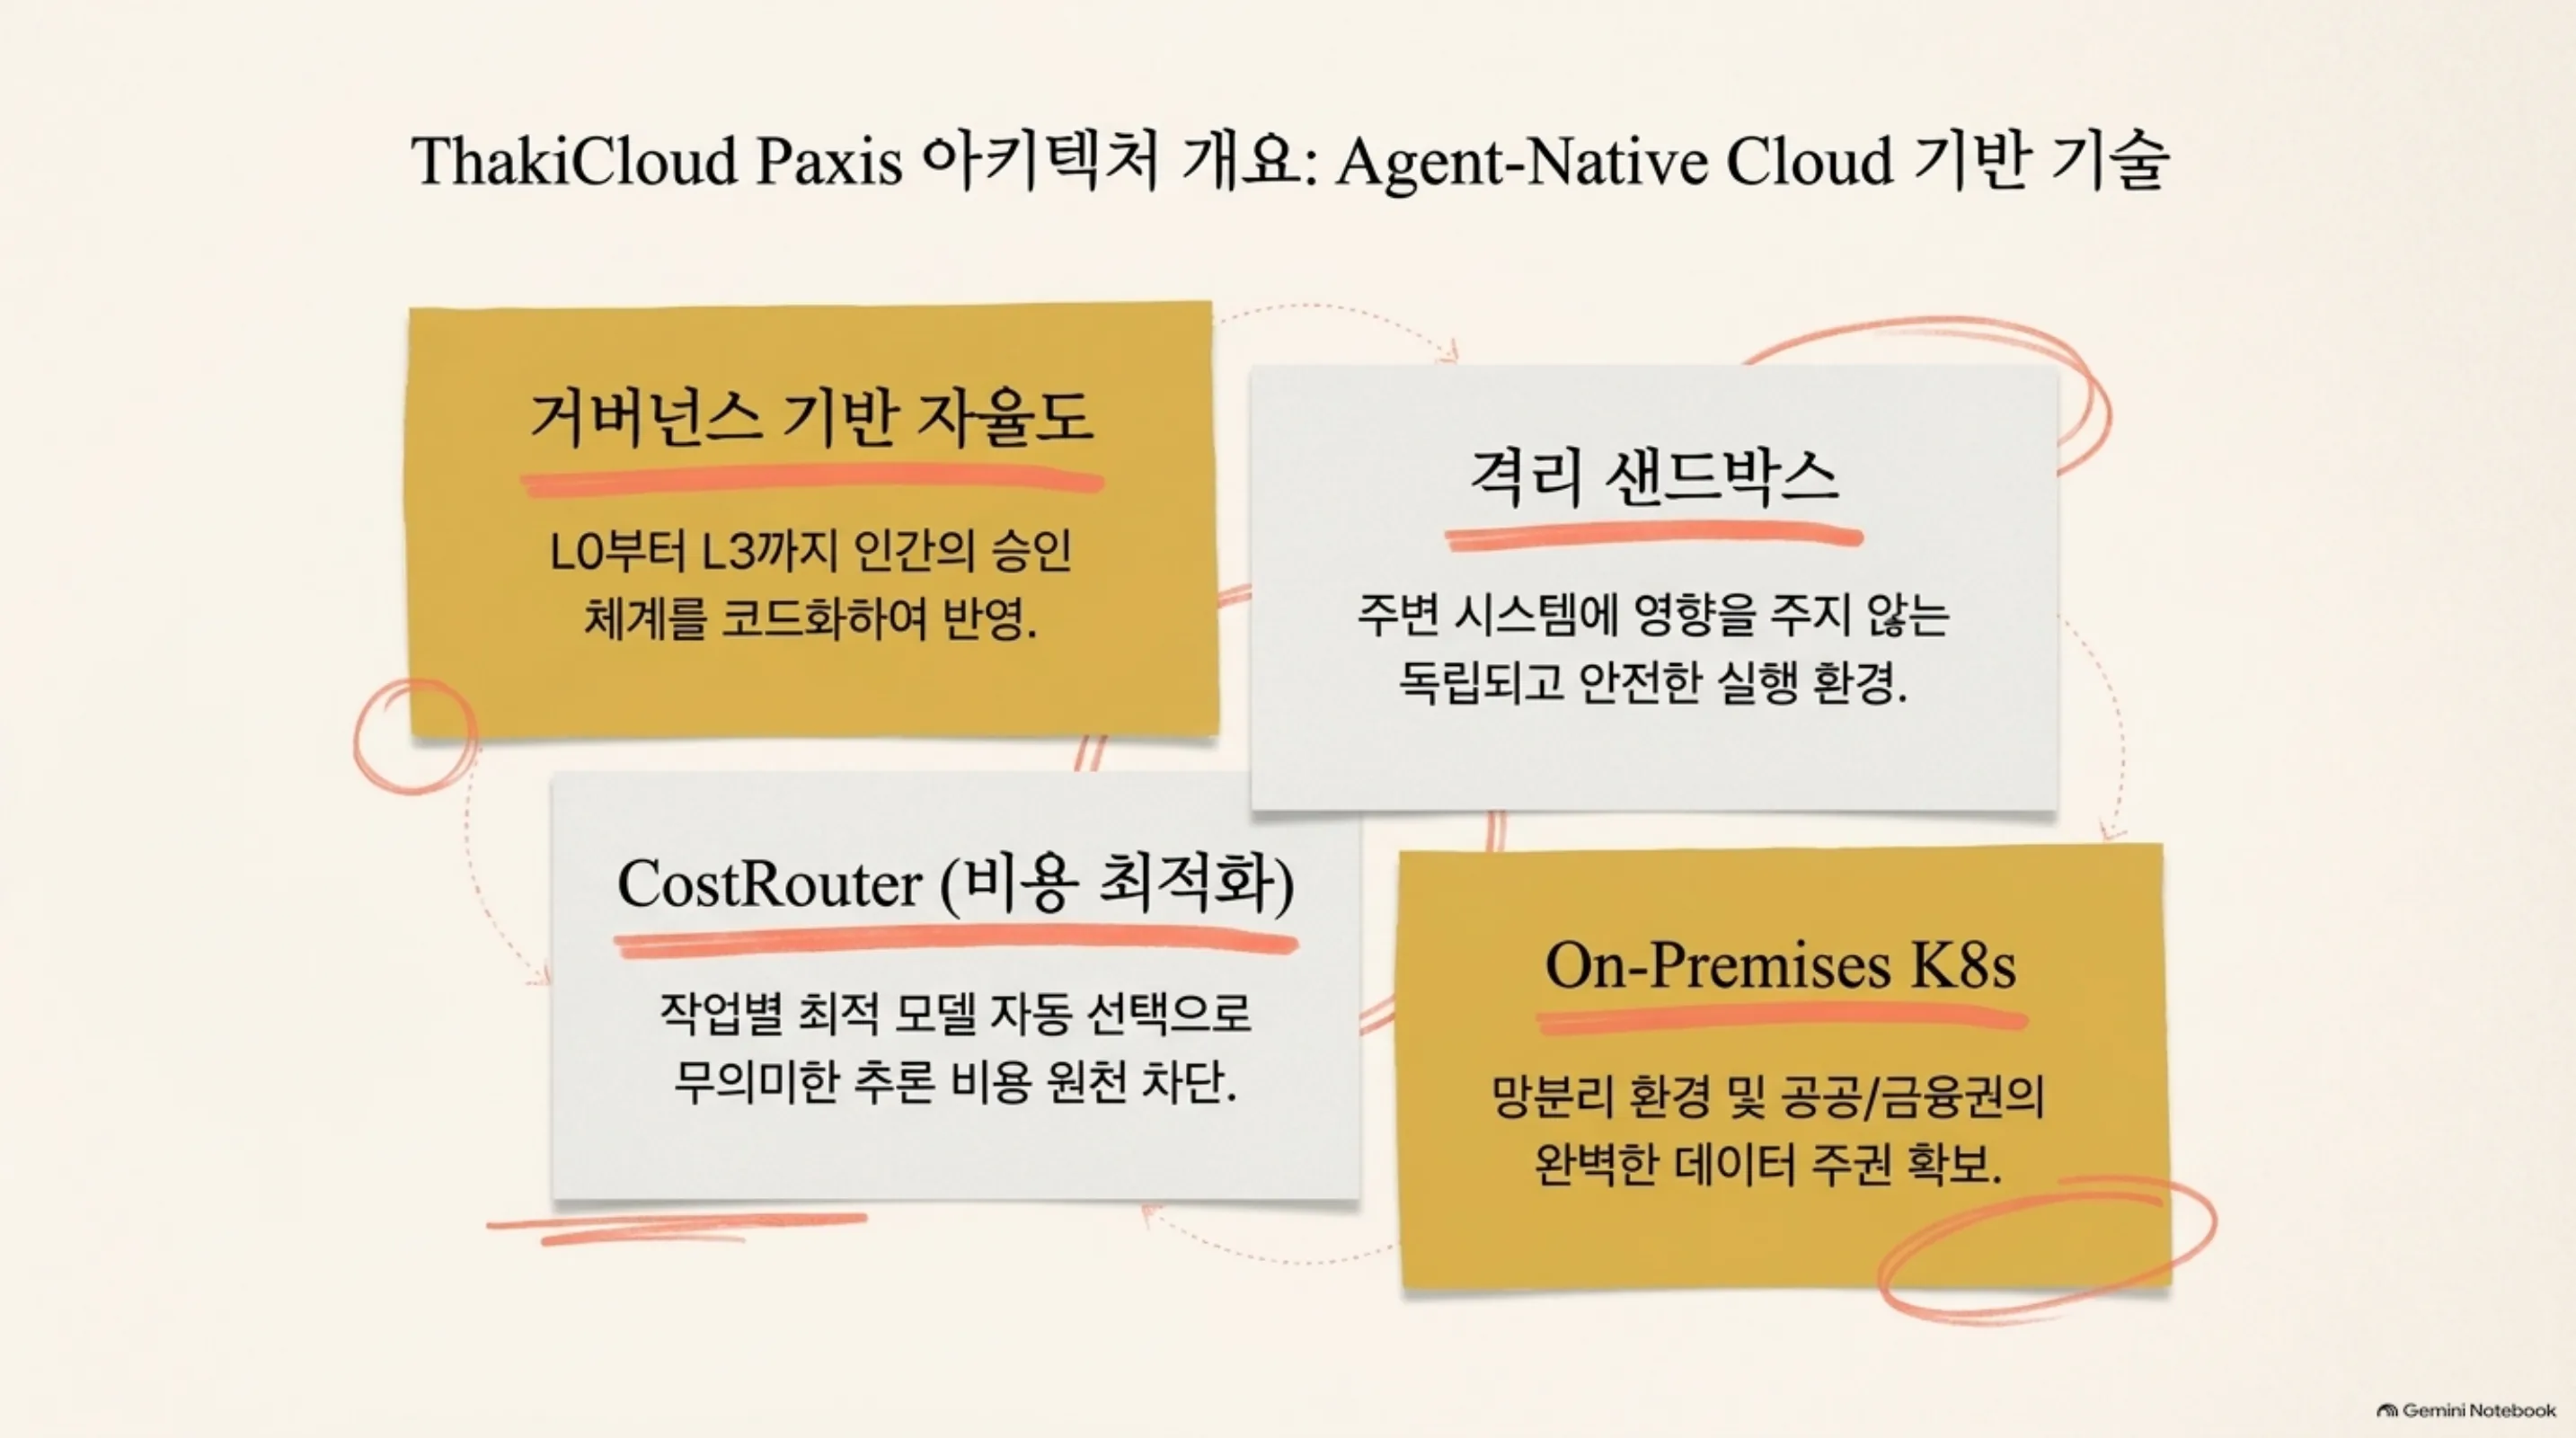 ThakiCloud Paxis 아키텍처 개요: Agent-Native Cloud 기반 기술
거버넌스 기반 자율도
L0부터 L3까지 인간의 승인
체계를 코드화하여 반영.
격리 샌드박스
주변 시스템에 영향을 주지 않는
독립되고 안전한 실행 환경.
CostRouter (비용 최적화)
작업별 최적 모델 자동 선택으로
무의미한 추론 비용 원천 차단.
On-Premises K8s
망분리 환경 및 공공/금융권의
완벽한 데이터 주권 확보.
Gemini Notebook